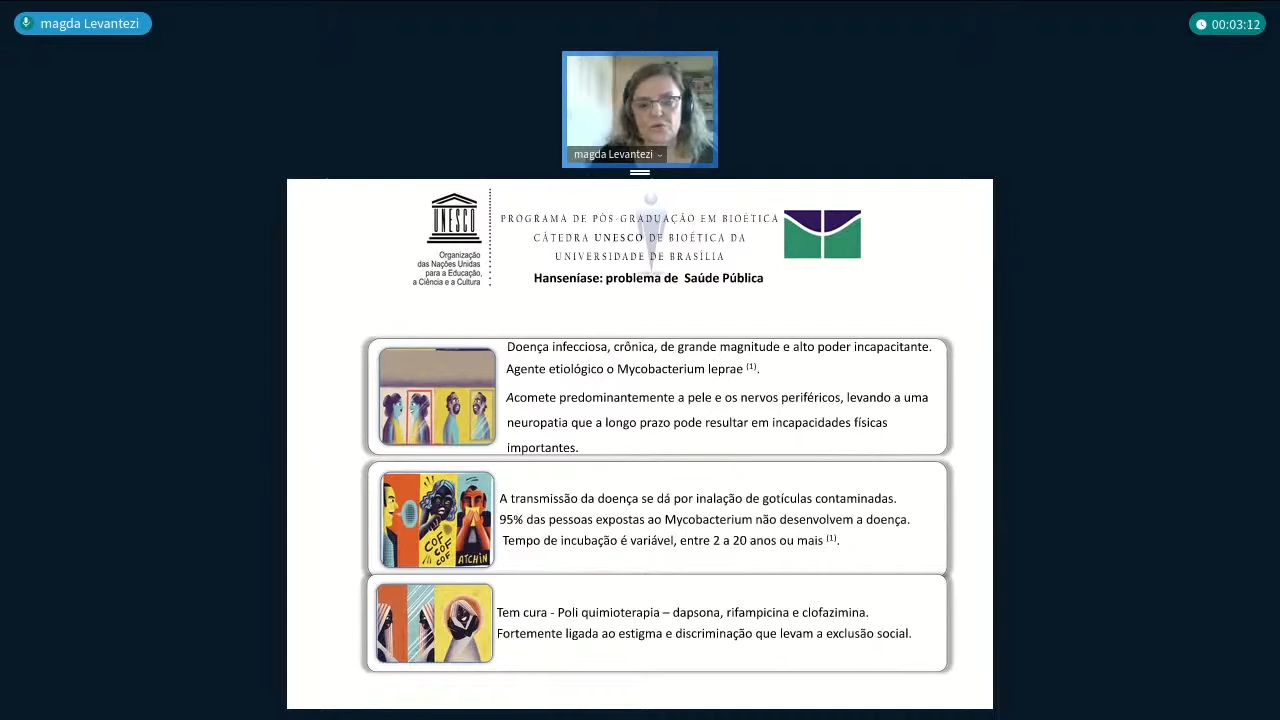 magda Levantezi
00:03:12
magda Levantezi
UNESCO
Organização
das Nações Unidas
para a Educação,
a Ciência e a Cultura
PROGRAMA DE PÓS-GRADUAÇÃO EM BIOÉTICA
CÁTEDRA UNESCO DE BIOÉTICA DA
UNIVERSIDADE DE BRASÍLIA
Hanseníase: problema de Saúde Pública
Doença infecciosa, crônica, de grande magnitude e alto poder incapacitante.
Agente etiológico o Mycobacterium leprae (1).
Acomete predominantemente a pele e os nervos periféricos, levando a uma
neuropatia que a longo prazo pode resultar em incapacidades físicas
importantes.
COF
COF
COF
ATCHIN
A transmissão da doença se dá por inalação de gotículas contaminadas.
95% das pessoas expostas ao Mycobacterium não desenvolvem a doença.
Tempo de incubação é variável, entre 2 a 20 anos ou mais (1).
Tem cura - Poli quimioterapia – dapsona, rifampicina e clofazimina.
Fortemente ligada ao estigma e discriminação que levam a exclusão social.